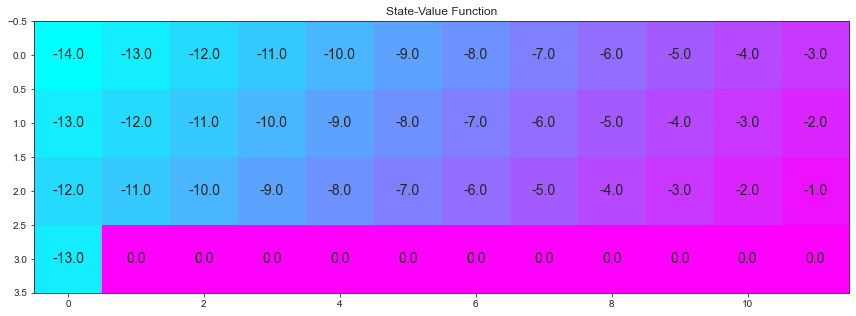 State-Value Function
−0.5
0.0 -14.0 -13.0 -12.0 -11.0 -10.0 -9.0 -8.0 -7.0 -6.0 -5.0 -4.0 -3.0
0.5
1.0 -13.0 -12.0 -11.0 -10.0 -9.0 -8.0 -7.0 -6.0 -5.0 -4.0 -3.0 -2.0
1.5
2.0 -12.0 -11.0 -10.0 -9.0 -8.0 -7.0 -6.0 -5.0 -4.0 -3.0 -2.0 -1.0
2.5
3.0 -13.0 0.0 0.0 0.0 0.0 0.0 0.0 0.0 0.0 0.0 0.0 0.0
3.5
0 2 4 6 8 10